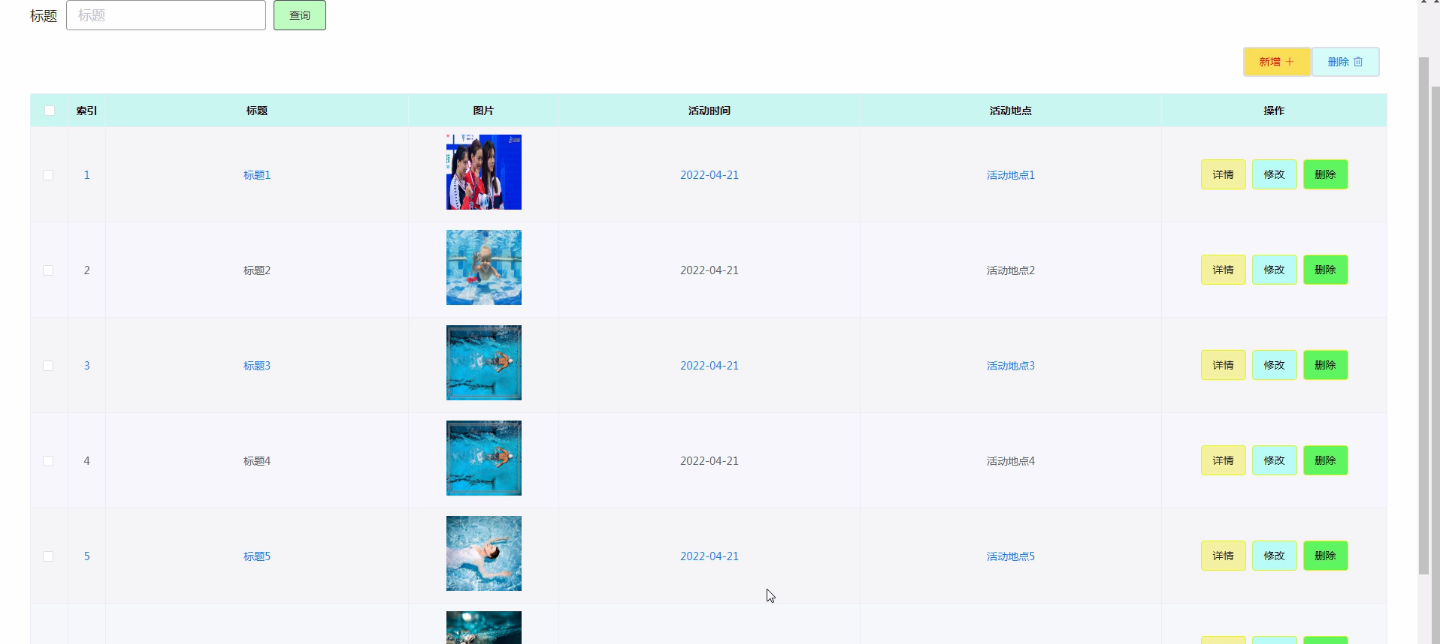 标题 标题 查询
新增 删除
索引 标题 图片 活动时间 活动地点 操作
1 标题1 2022-04-21 活动地点1 详情 修改 删除
2 标题2 2022-04-21 活动地点2 详情 修改 删除
3 标题3 2022-04-21 活动地点3 详情 修改 删除
4 标题4 2022-04-21 活动地点4 详情 修改 删除
5 标题5 2022-04-21 活动地点5 详情 修改 删除